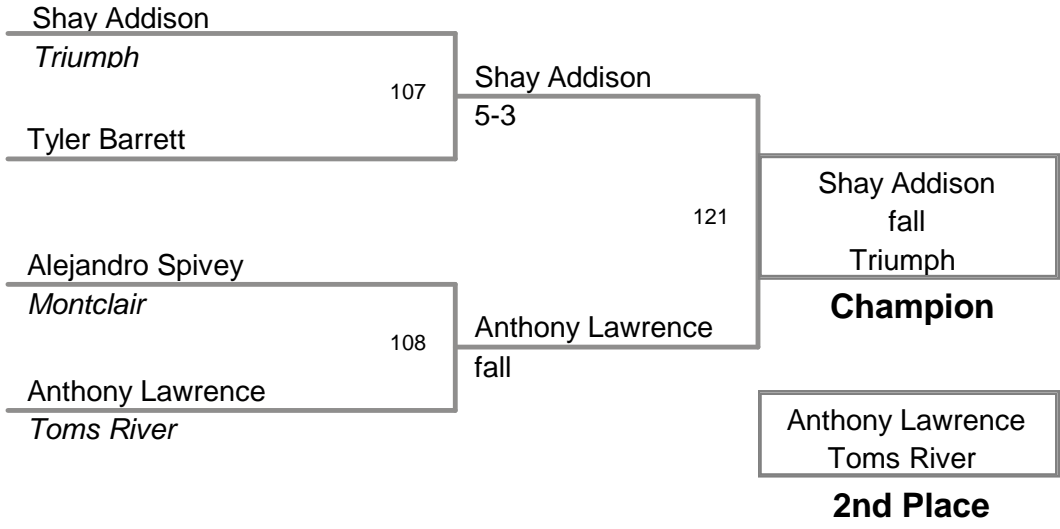 Shay Addison
Triumph
107
Tyler Barrett
Shay Addison
5-3
Alejandro Spivey
Montclair
108
Anthony Lawrence
Toms River
Anthony Lawrence
fall
121
Shay Addison
fall
Triumph
Champion
Anthony Lawrence
Toms River
2nd Place